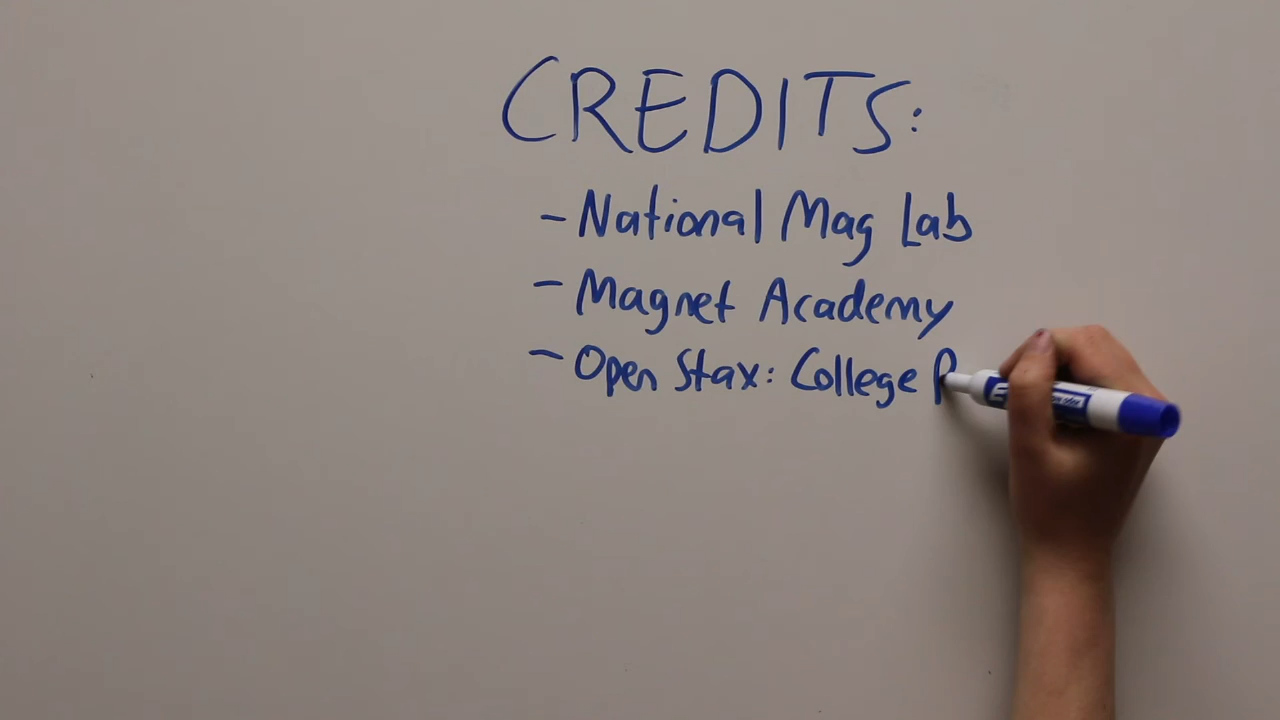 CREDITS:
- National Mag Lab
- Magnet Academy
- Open Stax: College P